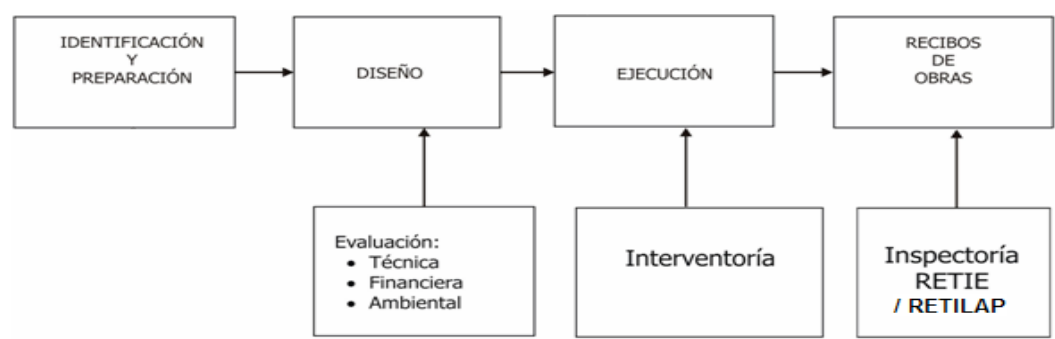 IDENTIFICACIÓN
Y
PREPARACIÓN
DISEÑO
EJECUCIÓN
RECIBOS
DE
OBRAS
Evaluación:
• Técnica
• Financiera
• Ambiental
Interventoría
Inspectoría
RETIE
/ RETILAP